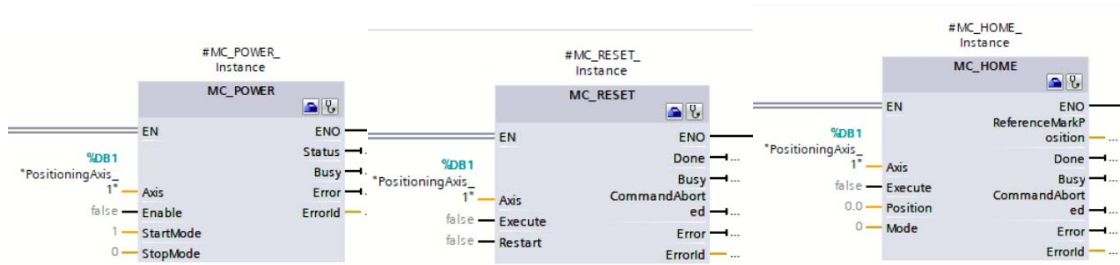 #MC_POWER_
Instance
MC_POWER
EN
ENO
Status
%DB1
Busy
"PositioningAxis_
1"
Axis
Error
false
Enable
ErrorId
1
StartMode
0
StopMode
#MC_RESET_
Instance
MC_RESET
EN
ENO
%DB1
Done
...
"PositioningAxis_
Busy
...
1"
Axis
CommandAbort
ed
...
false
Execute
false
Restart
Error
...
ErrorId
...
#MC_HOME_
Instance
MC_HOME
EN
ENO
ReferenceMarkP
osition
...
%DB1
"PositioningAxis_
1"
Axis
Done
...
false
Execute
Busy
...
0.0
Position
CommandAbort
ed
...
0
Mode
Error
...
ErrorId
...